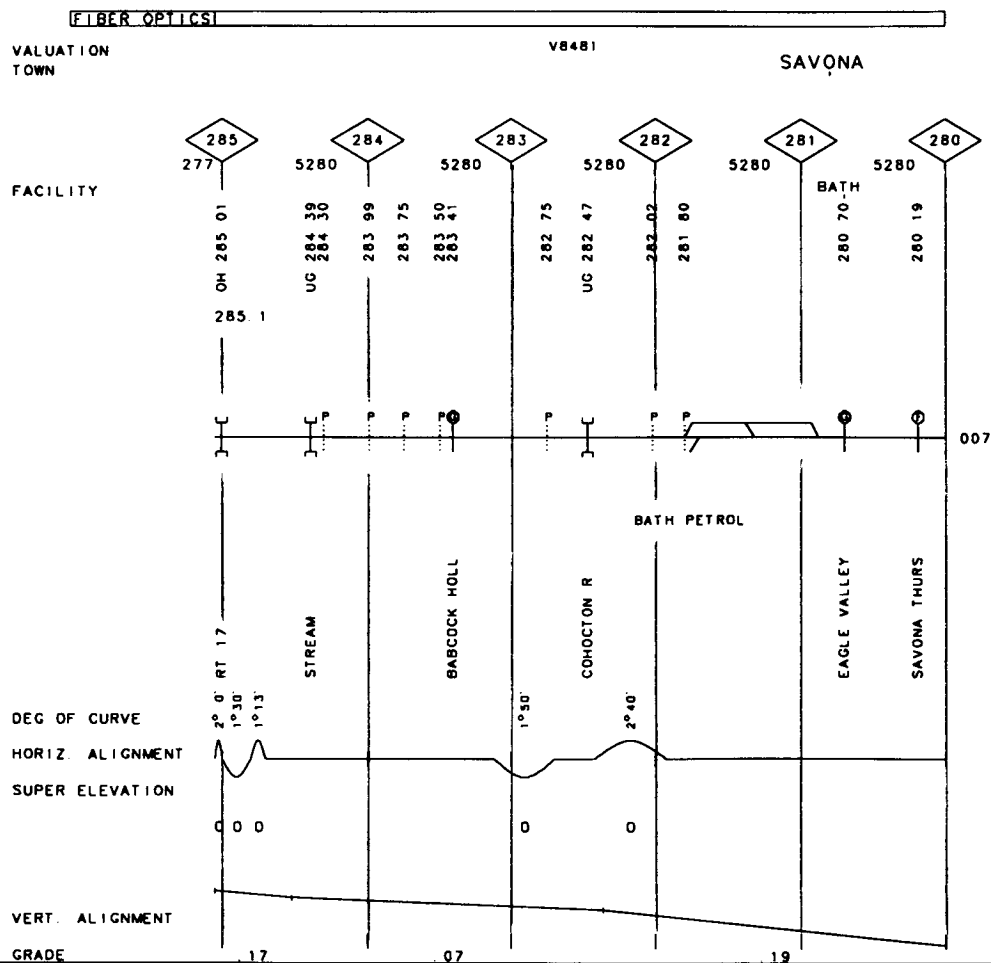 FIBER OPTICS
VALUATION V8481
TOWN SAVONA
285 284 283 282 281 280
277 5280 5280 5280 5280 5280
FACILITY BATH
OH 285 01
UG 284 39
284 30
283 99
283 75
283 50
283 41
282 75
UG 282 47
282 02
281 80
280 70
280 19
285.1
P P P P P P P
007
BATH PETROL
RT 17
STREAM
BABCOCK HOLL
COHOCTON R
EAGLE VALLEY
SAVONA THURS
DEG OF CURVE 2° 0' 1°30' 1°13' 1°50' 2°40'
HORIZ. ALIGNMENT
SUPER ELEVATION
0 0 0 0 0
VERT. ALIGNMENT
GRADE .17 .07 .19